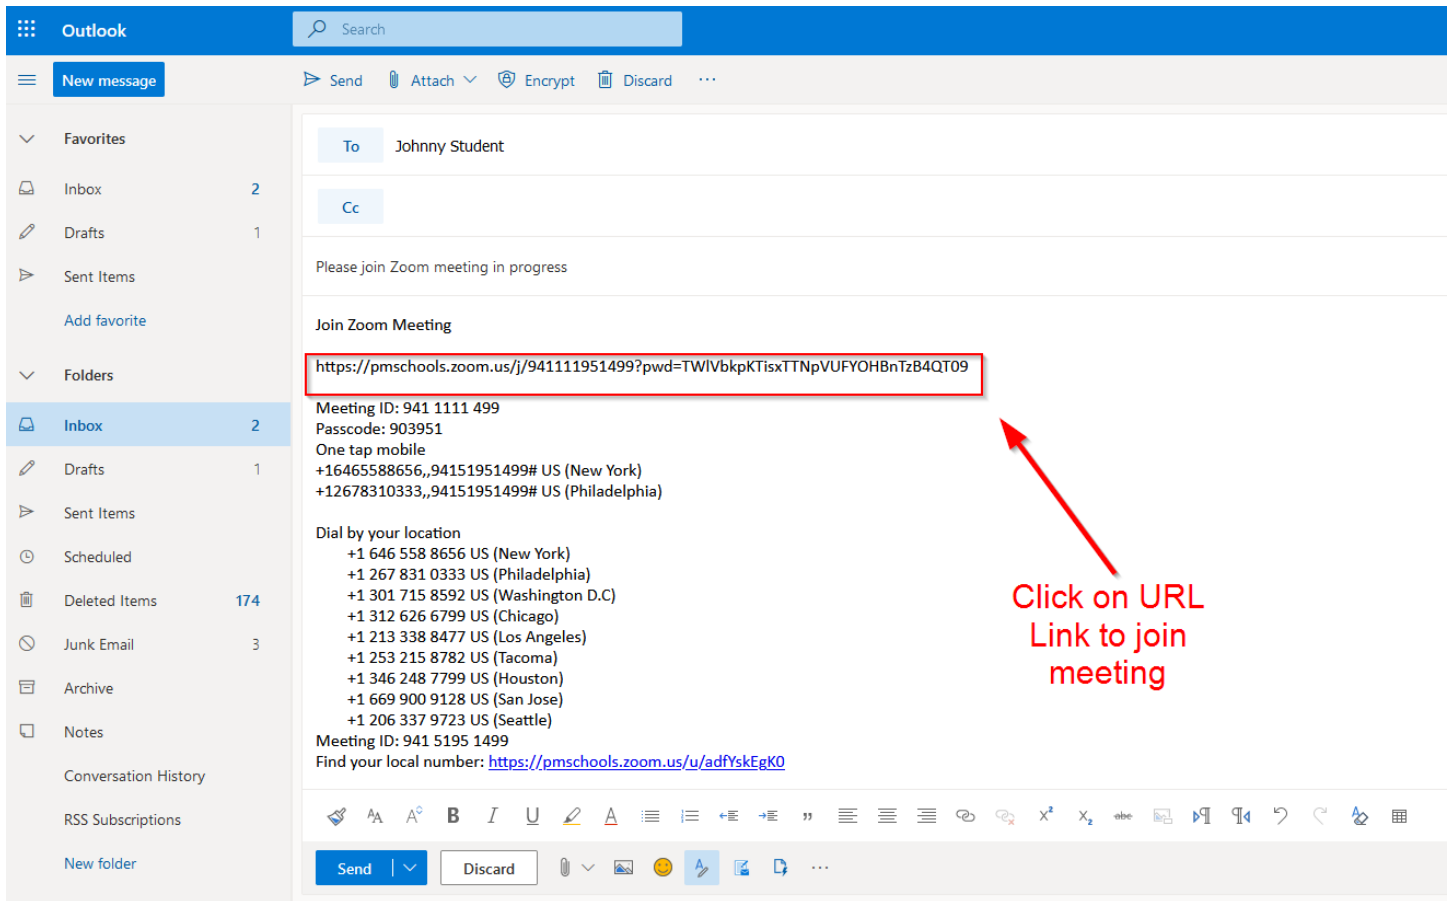 Outlook
Search
New message
Send
Attach
Encrypt
Discard
Favorites
Inbox 2
Drafts 1
Sent Items
Add favorite
Folders
Inbox 2
Drafts 1
Sent Items
Scheduled
Deleted Items 174
Junk Email 3
Archive
Notes
Conversation History
RSS Subscriptions
New folder
To Johnny Student
Cc
Please join Zoom meeting in progress
Join Zoom Meeting
https://pmschools.zoom.us/j/941111951499?pwd=TWlVbkpKTisxTTNpVUFYOHBnTzB4QT09
Meeting ID: 941 1111 499
Passcode: 903951
One tap mobile
+16465588656,,94151951499# US (New York)
+12678310333,,94151951499# US (Philadelphia)
Dial by your location
+1 646 558 8656 US (New York)
+1 267 831 0333 US (Philadelphia)
+1 301 715 8592 US (Washington D.C)
+1 312 626 6799 US (Chicago)
+1 213 338 8477 US (Los Angeles)
+1 253 215 8782 US (Tacoma)
+1 346 248 7799 US (Houston)
+1 669 900 9128 US (San Jose)
+1 206 337 9723 US (Seattle)
Meeting ID: 941 5195 1499
Find your local number: https://pmschools.zoom.us/u/adfYskEgK0
Click on URL
Link to join
meeting
Send
Discard